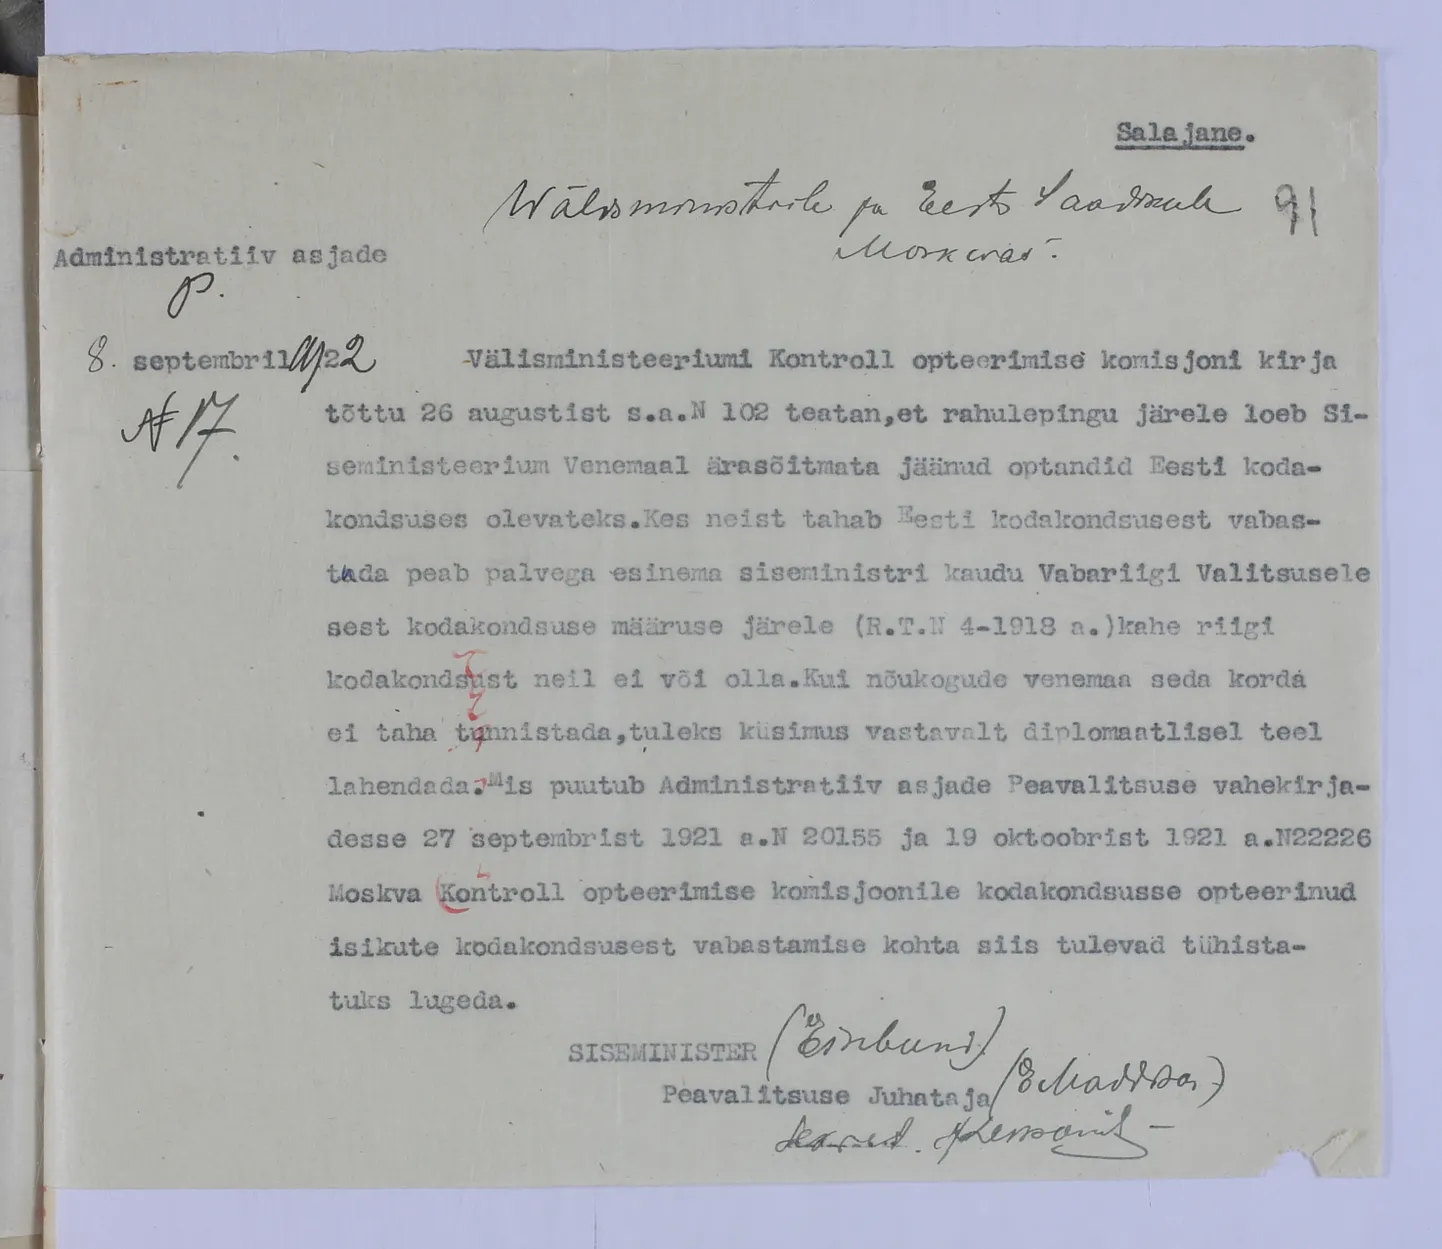 Salajane.
Wälisministrile ja Eesti Saadikule 91
Moskvas.
Administratiiv asjade
P.
8. septembril 1922
N 17.
-Välisministeeriumi Kontroll opteerimise komisjoni kirja
tõttu 26 augustist s.a.N 102 teatan,et rahulepingu järele loeb Si-
seministeerium Venemaal ärasõitmata jäänud optandid Eesti koda-
kondsuses olevateks.Kes neist tahab Eesti kodakondsusest vabas-
tada peab palvega esinema siseministri kaudu Vabariigi Valitsusele
sest kodakondsuse määruse järele (R.T.N 4-1918 a.)kahe riigi
kodakondsust neil ei või olla.Kui nõukogude venemaa seda korda
ei taha tunnistada,tuleks küsimus vastavalt diplomaatlisel teel
lahendada.Mis puutub Administratiiv asjade Peavalitsuse vahekirja-
desse 27 septembrist 1921 a.N 20155 ja 19 oktoobrist 1921 a.N22226
Moskva Kontroll opteerimise komisjoonile kodakondsusse opteerinud
isikute kodakondsusest vabastamise kohta siis tulevad tühista-
tuks lugeda.
SISEMINISTER (Einbund)
Peavalitsuse Juhataja (E Maddison)